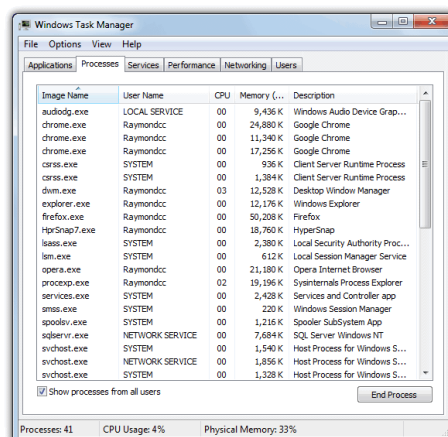 Windows Task Manager
File Options View Help
Applications Processes Services Performance Networking Users
Image Name User Name CPU Memory (... Description
audiodg.exe LOCAL SERVICE 00 9,436 K Windows Audio Device Grap...
chrome.exe Raymondcc 00 24,880 K Google Chrome
chrome.exe Raymondcc 00 11,340 K Google Chrome
chrome.exe Raymondcc 00 17,256 K Google Chrome
csrss.exe SYSTEM 00 936 K Client Server Runtime Process
csrss.exe SYSTEM 00 1,384 K Client Server Runtime Process
dwm.exe Raymondcc 03 12,528 K Desktop Window Manager
explorer.exe Raymondcc 00 12,176 K Windows Explorer
firefox.exe Raymondcc 00 50,208 K Firefox
HprSnap7.exe Raymondcc 00 18,760 K HyperSnap
lsass.exe SYSTEM 00 2,380 K Local Security Authority Proc...
lsm.exe SYSTEM 00 612 K Local Session Manager Service
opera.exe Raymondcc 00 21,180 K Opera Internet Browser
procexp.exe Raymondcc 02 19,196 K Sysinternals Process Explorer
services.exe SYSTEM 00 2,428 K Services and Controller app
smss.exe SYSTEM 00 220 K Windows Session Manager
spoolsv.exe SYSTEM 00 1,216 K Spooler SubSystem App
sqlservr.exe NETWORK SERVICE 00 7,684 K SQL Server Windows NT
svchost.exe SYSTEM 00 1,540 K Host Process for Windows S...
svchost.exe NETWORK SERVICE 00 1,856 K Host Process for Windows S...
svchost.exe SYSTEM 00 1,328 K Host Process for Windows S...
Show processes from all users End Process
Processes: 41 CPU Usage: 4% Physical Memory: 33%